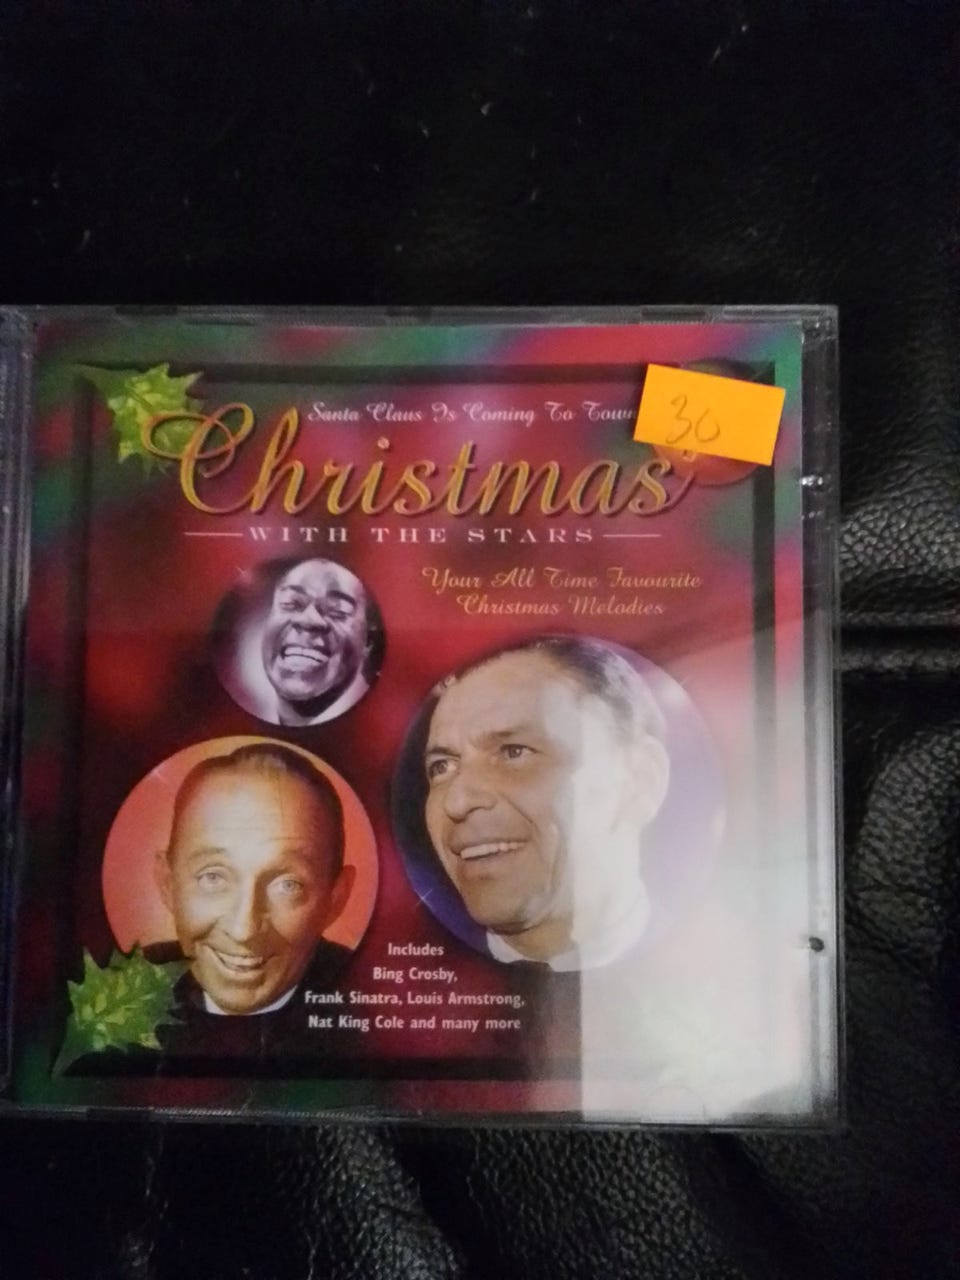 Santa Claus Is Coming To Town
30
Christmas
WITH THE STARS
Your All Time Favourite
Christmas Melodies
Includes
Bing Crosby,
Frank Sinatra, Louis Armstrong,
Nat King Cole and many more